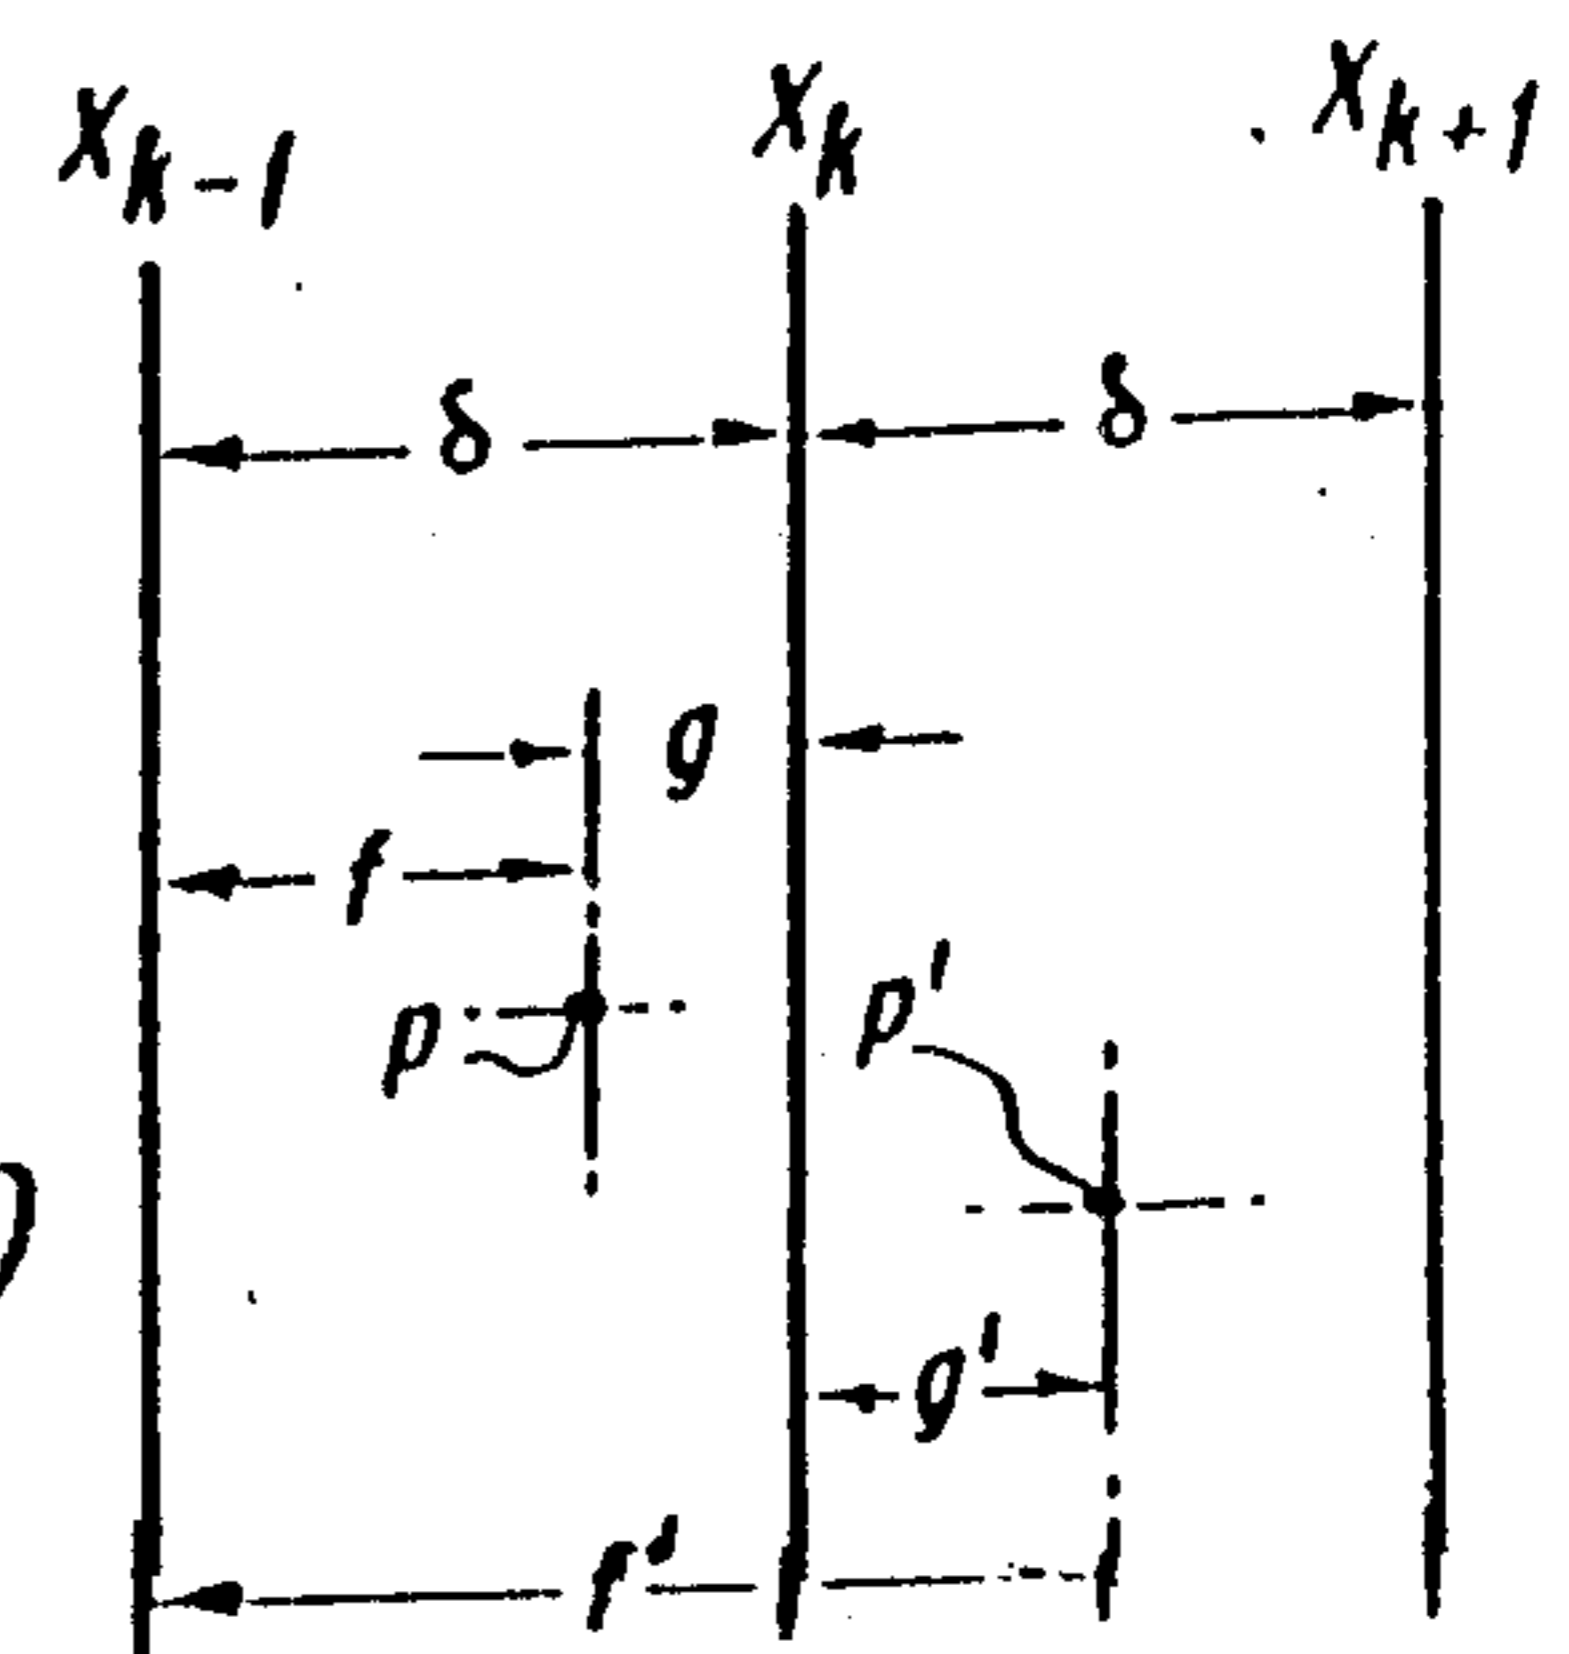 X_{k-1} X_k X_{k+1}
δ δ
g
f
p p'
g'
f'